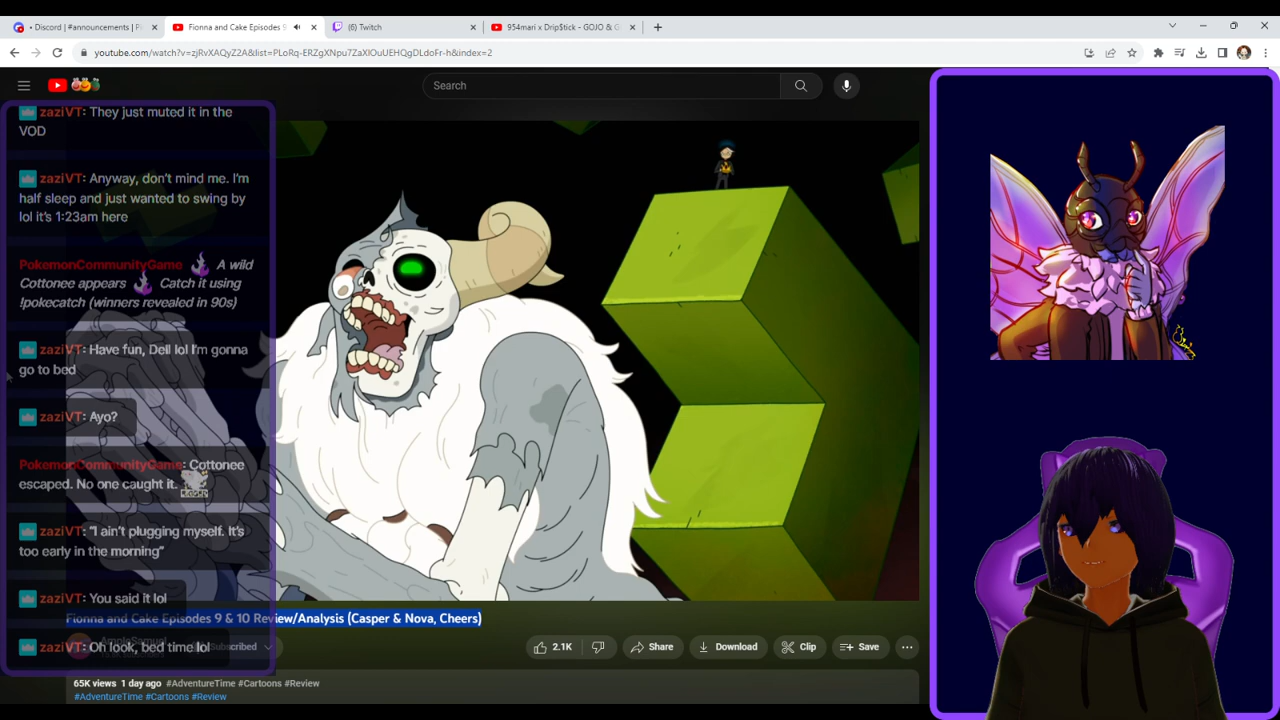 • Discord | #announcements | P
Fionna and Cake Episodes 9
(6) Twitch
954mari x Drip$tick - GOJO & G
youtube.com/watch?v=zjRvXAQyZ2A&list=PLoRq-ERZgXNpu7ZaXlOuUEHQgDLdoFr-h&index=2
Search
zaziVT: They just muted it in the
VOD
zaziVT: Anyway, don't mind me. I'm
half sleep and just wanted to swing by
lol it's 1:23am here
PokemonCommunityGame A wild
Cottonee appears Catch it using
!pokecatch (winners revealed in 90s)
zaziVT: Have fun, Dell lol I'm gonna
go to bed
zaziVT: Ayo?
PokemonCommunityGame: Cottonee
escaped. No one caught it.
zaziVT: "I ain't plugging myself. It's
too early in the morning"
zaziVT: You said it lol
Fionna and Cake Episodes 9 & 10 Review/Analysis (Casper & Nova, Cheers)
zaziVT: Oh look, bed time lol
Subscribed
2.1K
Share
Download
Clip
Save
65K views 1 day ago #AdventureTime #Cartoons #Review
#AdventureTime #Cartoons #Review